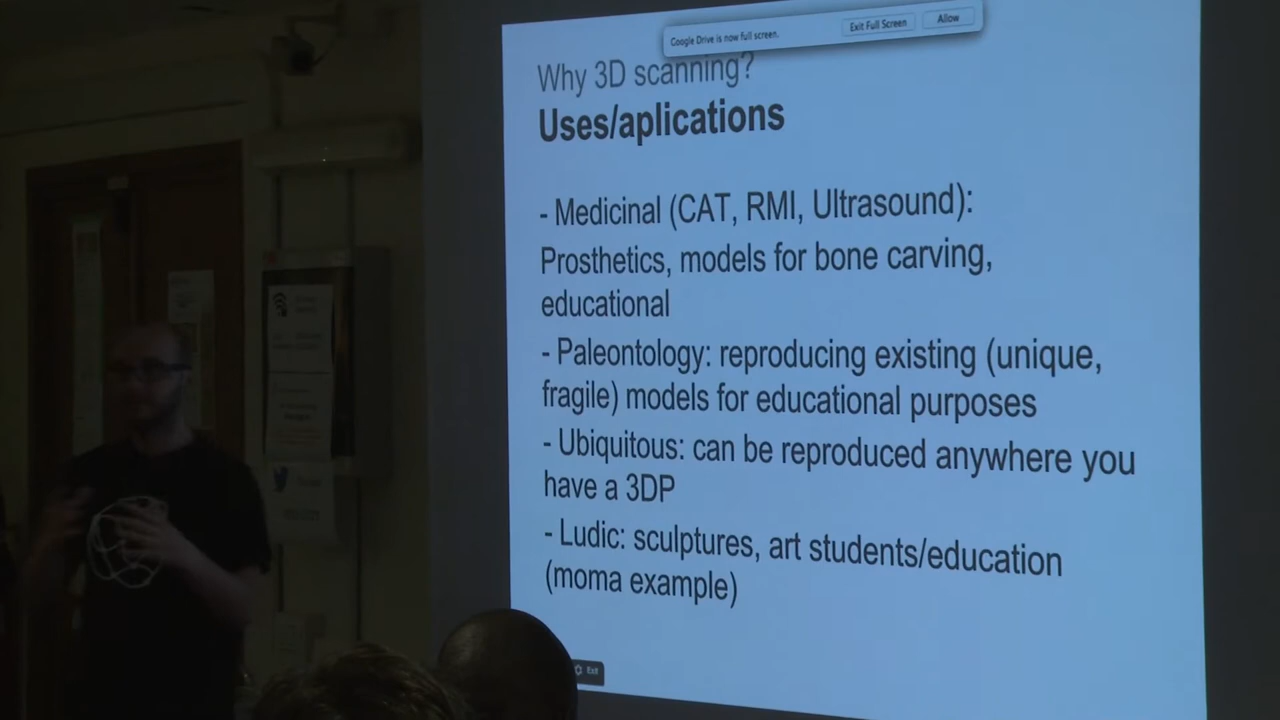 Google Drive is now full screen.
Exit Full Screen
Allow
Why 3D scanning?
Uses/aplications
- Medicinal (CAT, RMI, Ultrasound):
Prosthetics, models for bone carving,
educational
- Paleontology: reproducing existing (unique,
fragile) models for educational purposes
- Ubiquitous: can be reproduced anywhere you
have a 3DP
- Ludic: sculptures, art students/education
(moma example)
Exit